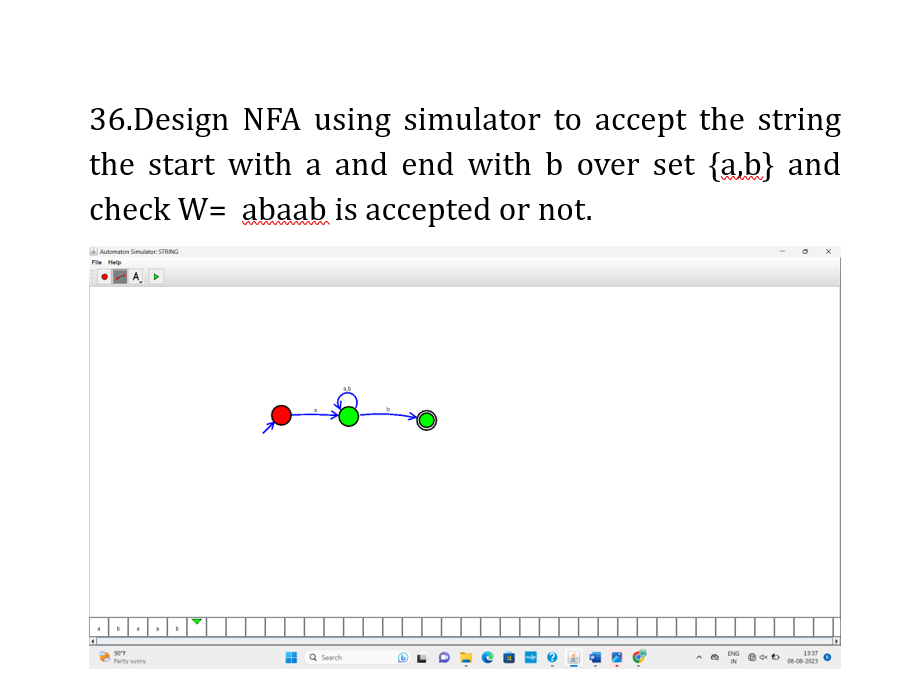 36.Design NFA using simulator to accept the string
the start with a and end with b over set {a,b} and
check W= abaab is accepted or not.
Automaton Simulator: STRING
File Help
A
a,b
a b
a b a a b
90°F
Partly sunny
Search
ENG
IN
13:37
08-08-2023